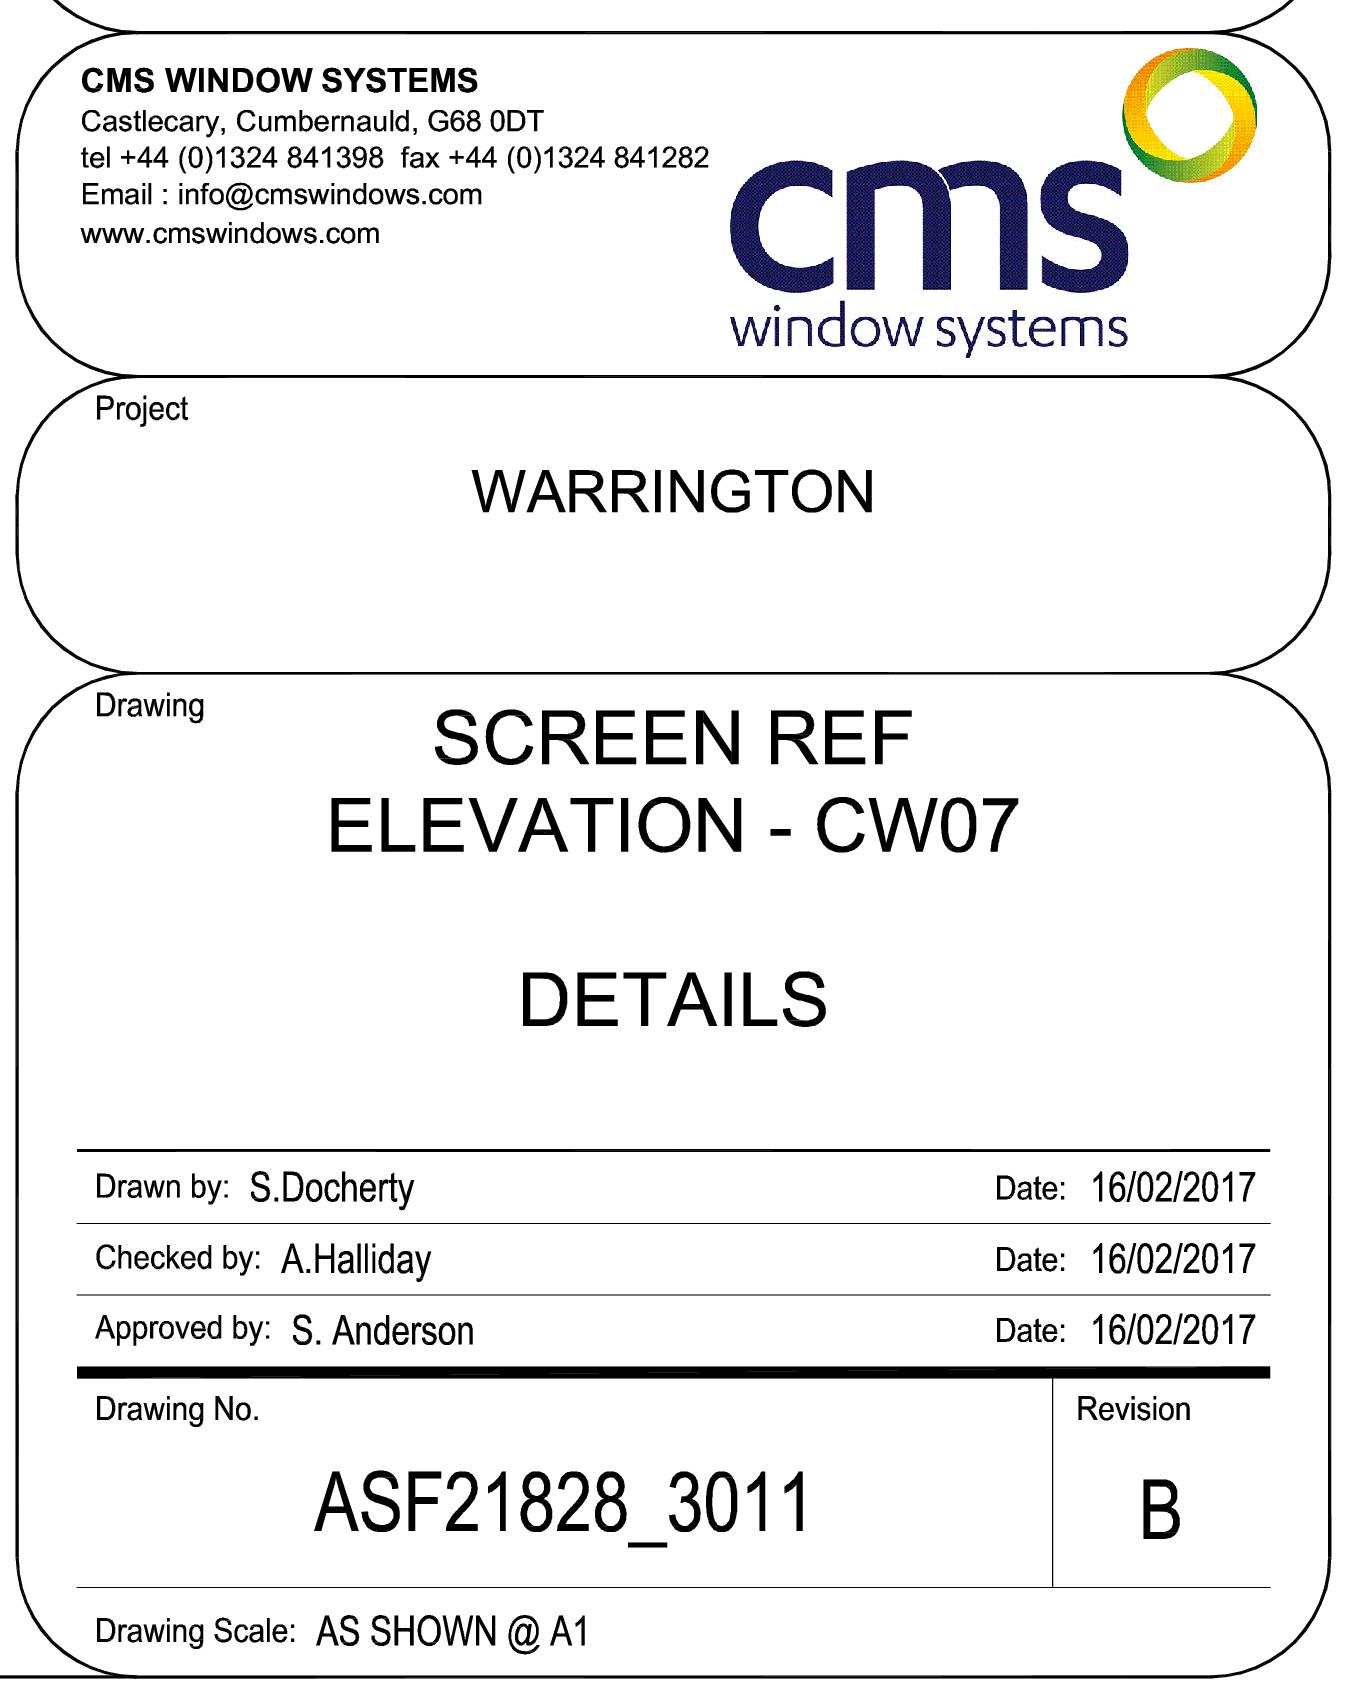 CMS WINDOW SYSTEMS
Castlecary, Cumbernauld, G68 0DT
tel +44 (0)1324 841398 fax +44 (0)1324 841282
Email : info@cmswindows.com
www.cmswindows.com
cms
window systems
Project
WARRINGTON
Drawing
SCREEN REF
ELEVATION - CW07
DETAILS
Drawn by: S.Docherty Date: 16/02/2017
Checked by: A.Halliday Date: 16/02/2017
Approved by: S. Anderson Date: 16/02/2017
Drawing No. Revision
ASF21828_3011 B
Drawing Scale: AS SHOWN @ A1